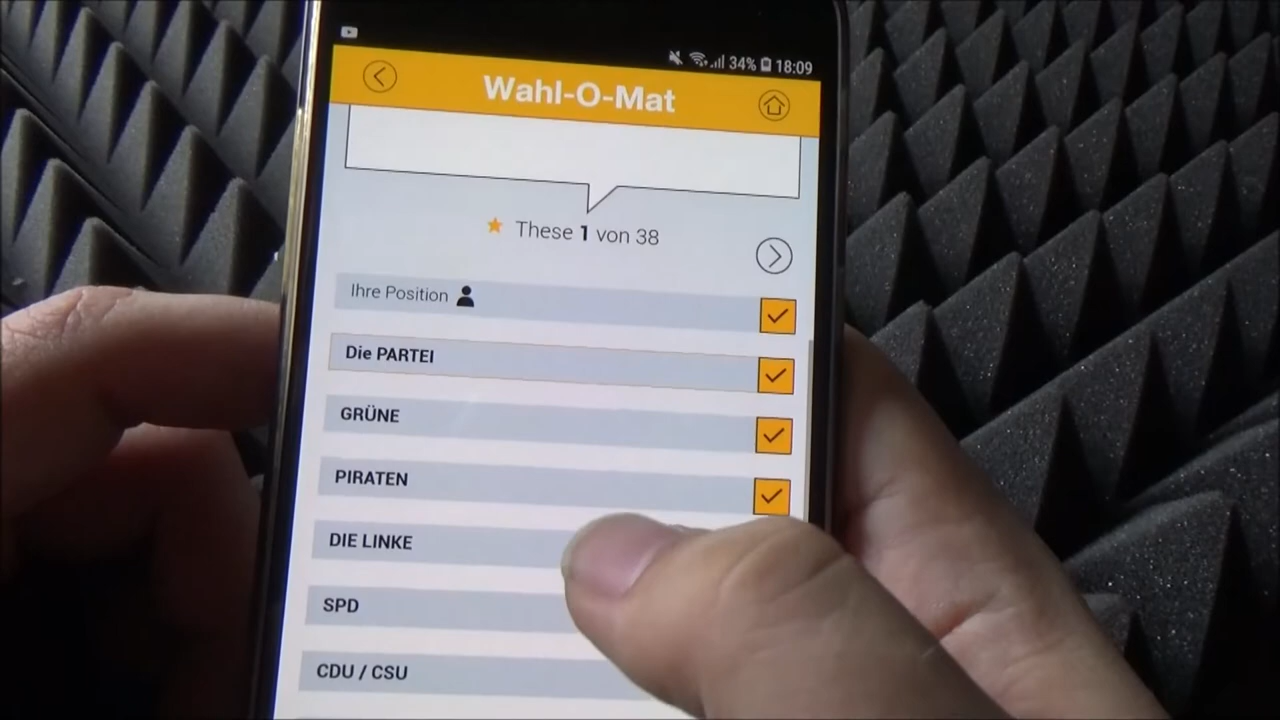 34% 18:09
Wahl-O-Mat
These 1 von 38
Ihre Position
Die PARTEI
GRÜNE
PIRATEN
DIE LINKE
SPD
CDU / CSU